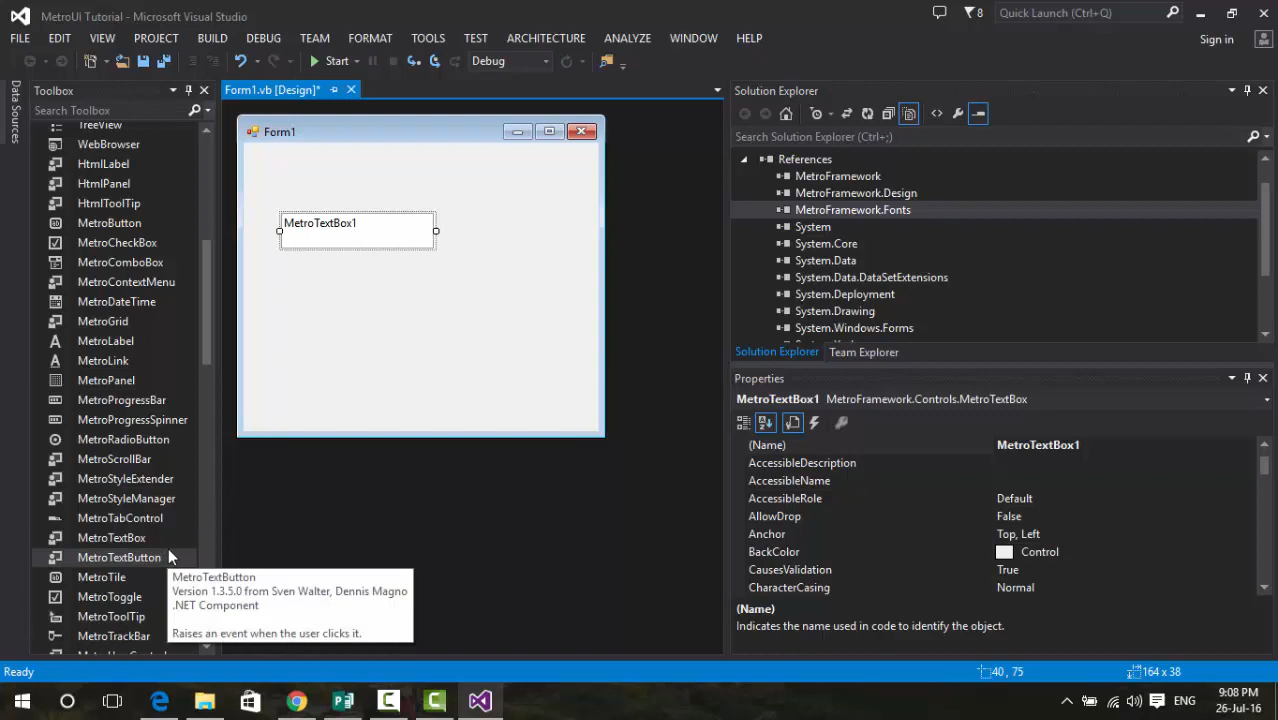 MetroUI Tutorial - Microsoft Visual Studio
8
Quick Launch (Ctrl+Q)
FILE EDIT VIEW PROJECT BUILD DEBUG TEAM FORMAT TOOLS TEST ARCHITECTURE ANALYZE WINDOW HELP
Sign in
Start
Debug
Data Sources
Toolbox
Search Toolbox
TreeView
WebBrowser
HtmlLabel
HtmlPanel
HtmlToolTip
MetroButton
MetroCheckBox
MetroComboBox
MetroContextMenu
MetroDateTime
MetroGrid
MetroLabel
MetroLink
MetroPanel
MetroProgressBar
MetroProgressSpinner
MetroRadioButton
MetroScrollBar
MetroStyleExtender
MetroStyleManager
MetroTabControl
MetroTextBox
MetroTextButton
MetroTile
MetroToggle
MetroToolTip
MetroTrackBar
MetroTextButton
Version 1.3.5.0 from Sven Walter, Dennis Magno
.NET Component
Raises an event when the user clicks it.
Form1.vb [Design]*
Form1
MetroTextBox1
Solution Explorer
Search Solution Explorer (Ctrl+;)
References
MetroFramework
MetroFramework.Design
MetroFramework.Fonts
System
System.Core
System.Data
System.Data.DataSetExtensions
System.Deployment
System.Drawing
System.Windows.Forms
Solution Explorer Team Explorer
Properties
MetroTextBox1 MetroFramework.Controls.MetroTextBox
(Name) MetroTextBox1
AccessibleDescription
AccessibleName
AccessibleRole Default
AllowDrop False
Anchor Top, Left
BackColor Control
CausesValidation True
CharacterCasing Normal
(Name)
Indicates the name used in code to identify the object.
Ready
40 , 75
164 x 38
ENG
9:08 PM
26-Jul-16